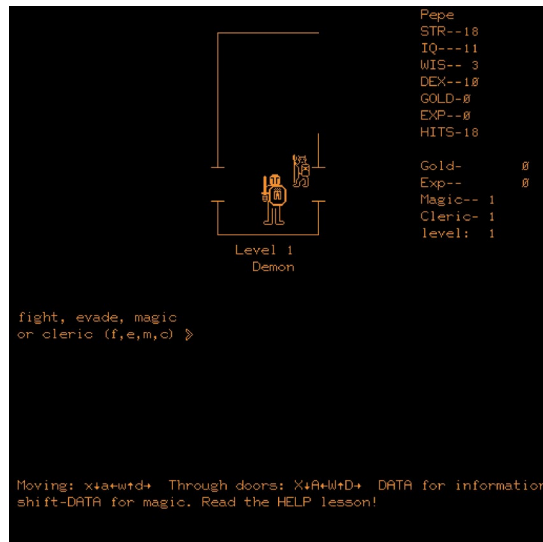 Pepe
STR--18
IQ---11
WIS-- 3
DEX--10
GOLD-0
EXP--0
HITS-18
Gold- 0
Exp-- 0
Magic-- 1
Cleric- 1
level: 1
Level 1
Demon
fight, evade, magic
or cleric (f,e,m,c) >
Moving: x↓a←w↑d→ Through doors: X↓A←W↑D→ DATA for information
shift-DATA for magic. Read the HELP lesson!